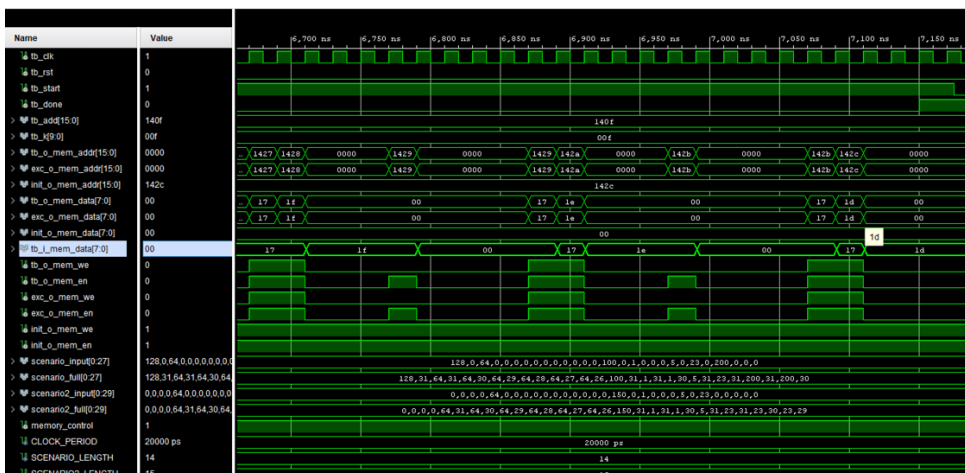 Name Value
6,700 ns 6,750 ns 6,800 ns 6,850 ns 6,900 ns 6,950 ns 7,000 ns 7,050 ns 7,100 ns 7,150 ns
tb_clk 1
tb_rst 0
tb_start 1
tb_done 0
tb_add[15:0] 140f 140f
tb_k[9:0] 00f 00f
tb_o_mem_addr[15:0] 0000 .. 1427 1428 0000 1429 0000 1429 142a 0000 142b 0000 142b 142c 0000
exc_o_mem_addr[15:0] 0000 .. 1427 1428 0000 1429 0000 1429 142a 0000 142b 0000 142b 142c 0000
init_o_mem_addr[15:0] 142c 142c
tb_o_mem_data[7:0] 00 .. 17 1f 00 17 1e 00 17 1d 00
exc_o_mem_data[7:0] 00 .. 17 1f 00 17 1e 00 17 1d 00
init_o_mem_data[7:0] 00 00
1d
tb_i_mem_data[7:0] 00 17 1f 00 17 1e 00 17 1d
tb_o_mem_we 0
tb_o_mem_en 0
exc_o_mem_we 0
exc_o_mem_en 0
init_o_mem_we 1
init_o_mem_en 1
scenario_input[0:27] 128,0,64,0,0,0,0,0,0,0 128,0,64,0,0,0,0,0,0,0,0,0,0,0,100,0,1,0,0,0,5,0,23,0,200,0,0,0
scenario_full[0:27] 128,31,64,31,64,30,64, 128,31,64,31,64,30,64,29,64,28,64,27,64,26,100,31,1,31,1,30,5,31,23,31,200,31,200,30
scenario2_input[0:29] 0,0,0,0,64,0,0,0,0,0,0 0,0,0,0,64,0,0,0,0,0,0,0,0,0,0,0,150,0,1,0,0,0,5,0,23,0,0,0,0,0
scenario2_full[0:29] 0,0,0,0,64,31,64,30,64, 0,0,0,0,64,31,64,30,64,29,64,28,64,27,64,26,150,31,1,31,1,30,5,31,23,31,23,30,23,29
memory_control 1
CLOCK_PERIOD 20000 ps 20000 ps
SCENARIO_LENGTH 14 14
SCENARIO2_LENGTH 15